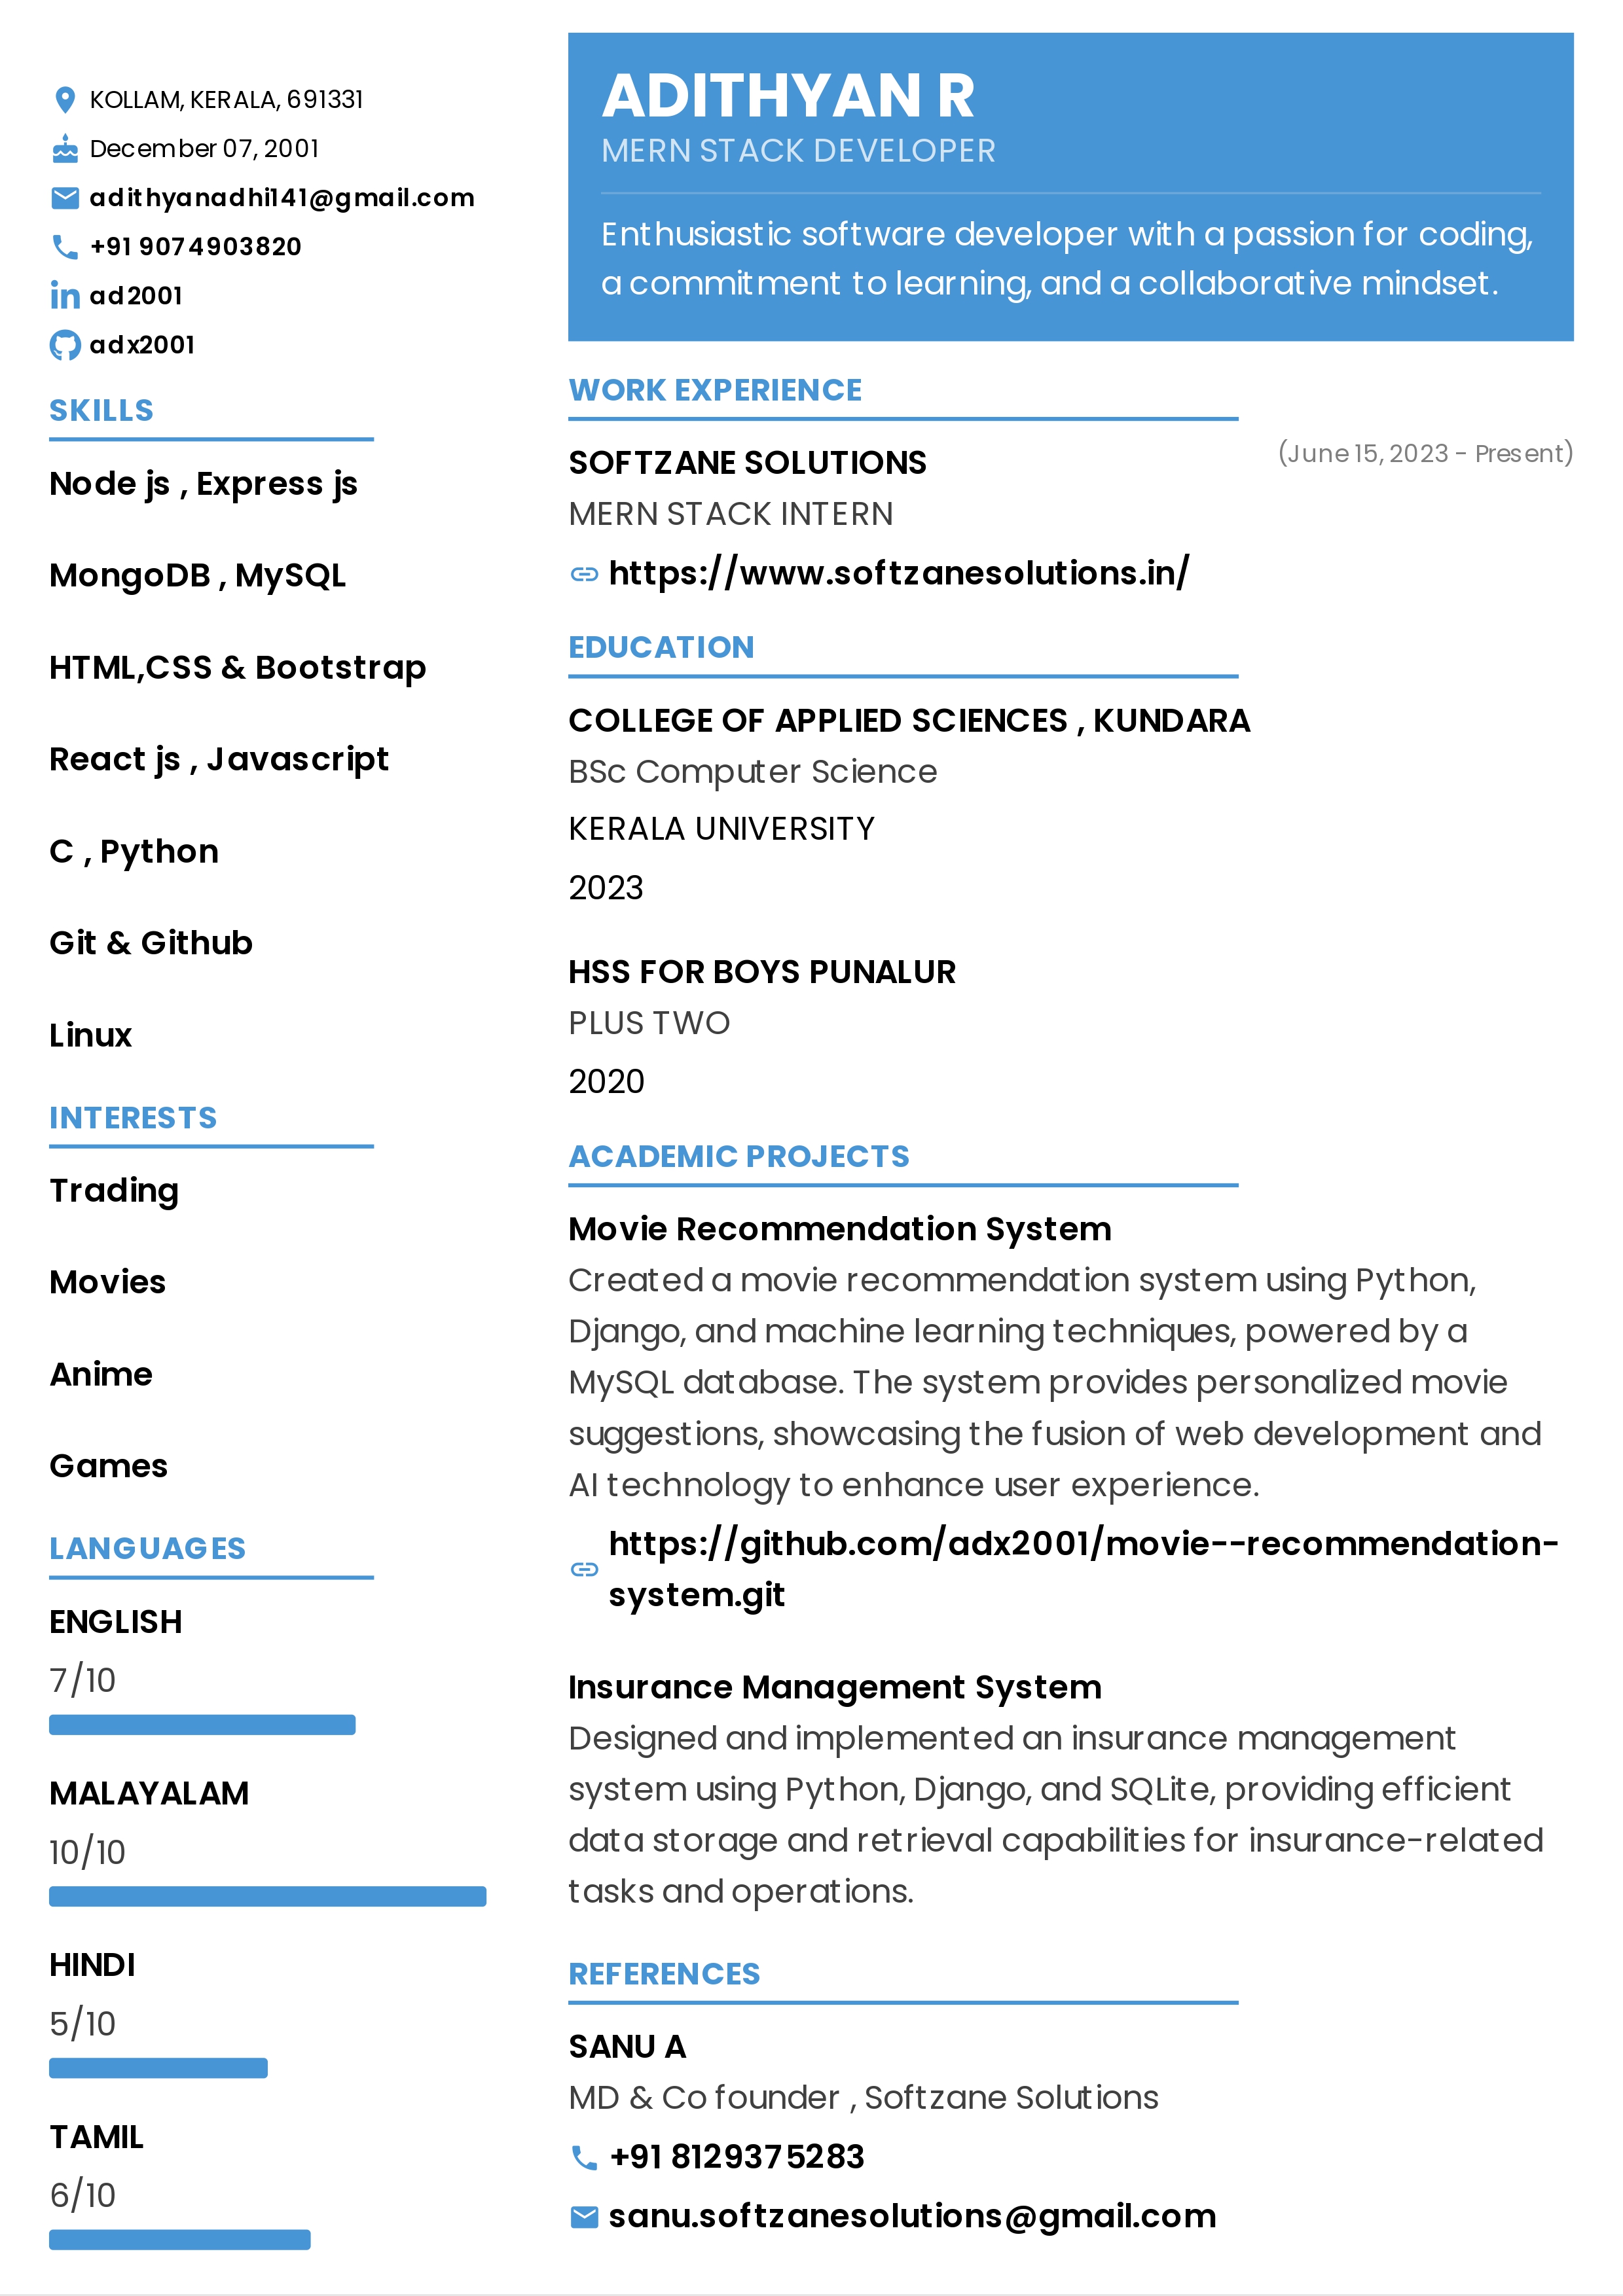 KOLLAM, KERALA, 691331
December 07, 2001
adithyanadhi141@gmail.com
+91 9074903820
ad2001
adx2001
SKILLS
Node js , Express js
MongoDB , MySQL
HTML,CSS & Bootstrap
React js , Javascript
C , Python
Git & Github
Linux
INTERESTS
Trading
Movies
Anime
Games
LANGUAGES
ENGLISH
7/10
MALAYALAM
10/10
HINDI
5/10
TAMIL
6/10
ADITHYAN R
MERN STACK DEVELOPER
Enthusiastic software developer with a passion for coding,
a commitment to learning, and a collaborative mindset.
WORK EXPERIENCE
SOFTZANE SOLUTIONS
(June 15, 2023 - Present)
MERN STACK INTERN
https://www.softzanesolutions.in/
EDUCATION
COLLEGE OF APPLIED SCIENCES , KUNDARA
BSc Computer Science
KERALA UNIVERSITY
2023
HSS FOR BOYS PUNALUR
PLUS TWO
2020
ACADEMIC PROJECTS
Movie Recommendation System
Created a movie recommendation system using Python,
Django, and machine learning techniques, powered by a
MySQL database. The system provides personalized movie
suggestions, showcasing the fusion of web development and
AI technology to enhance user experience.
https://github.com/adx2001/movie--recommendation-
system.git
Insurance Management System
Designed and implemented an insurance management
system using Python, Django, and SQLite, providing efficient
data storage and retrieval capabilities for insurance-related
tasks and operations.
REFERENCES
SANU A
MD & Co founder , Softzane Solutions
+91 8129375283
sanu.softzanesolutions@gmail.com